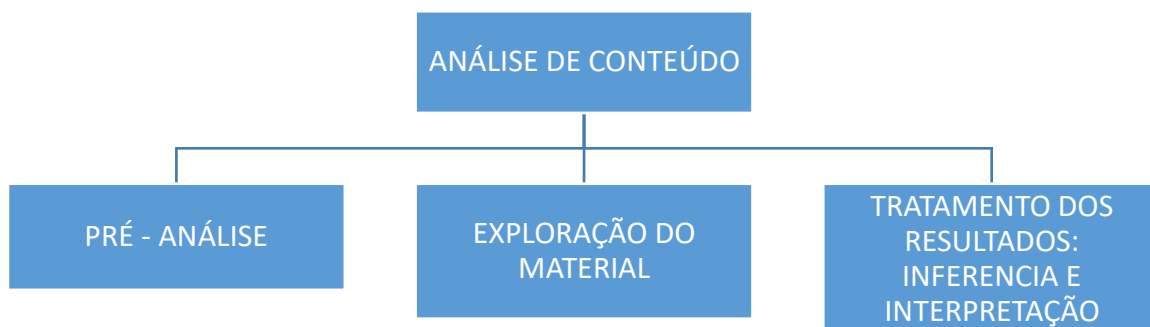 ANÁLISE DE CONTEÚDO
PRÉ - ANÁLISE
EXPLORAÇÃO DO
MATERIAL
TRATAMENTO DOS
RESULTADOS:
INFERENCIA E
INTERPRETAÇÃO